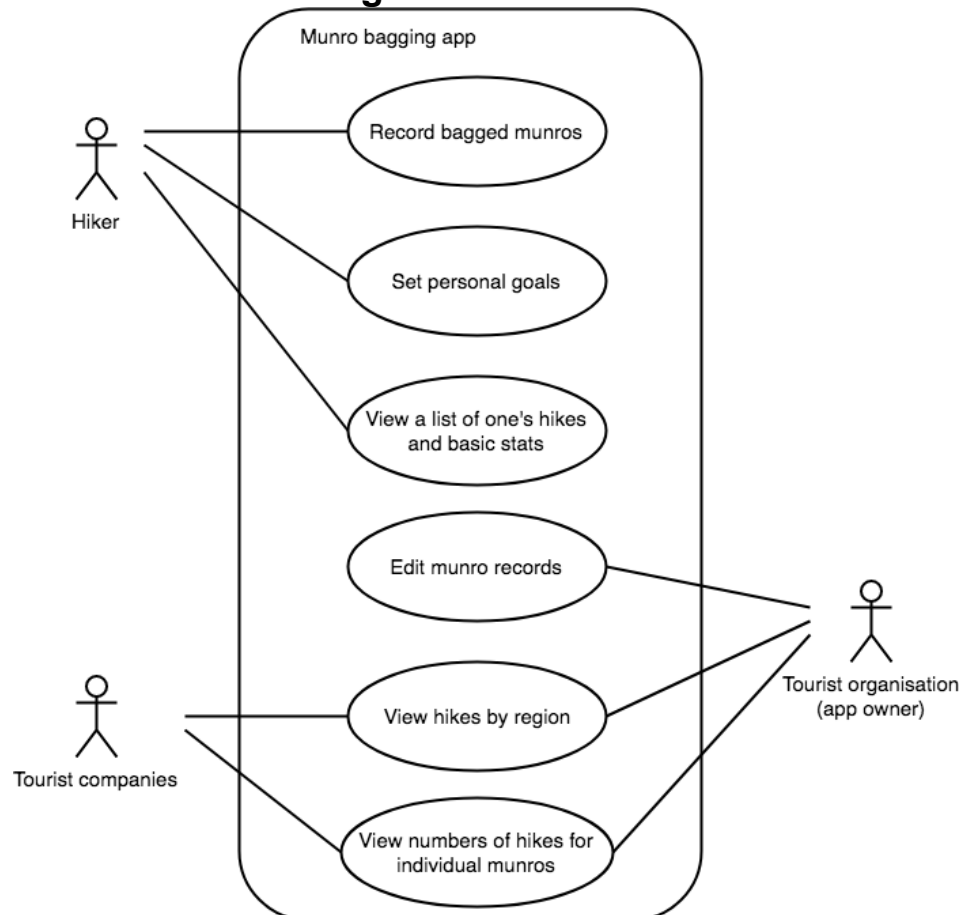 Munro bagging app
Record bagged munros
Hiker
Set personal goals
View a list of one's hikes
and basic stats
Edit munro records
Tourist organisation
(app owner)
View hikes by region
Tourist companies
View numbers of hikes for
individual munros